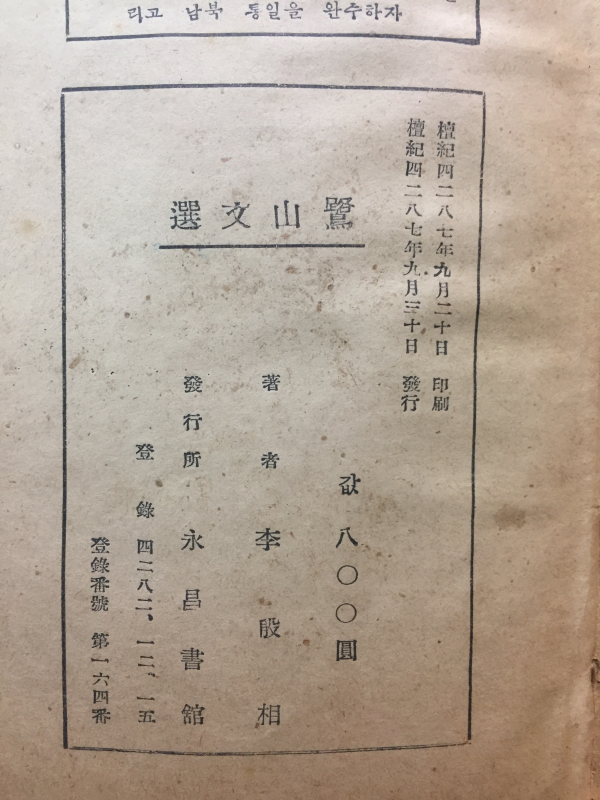 리고 남북 통일을 완수하자
檀紀四二八七年九月二十日 印刷
檀紀四二八七年九月三十日 發行
鷺山文選
값 八〇〇圓
著者 李殷相
發行所 永昌書館
登錄 四二八二、一二、一五
登錄番號 第一六四番